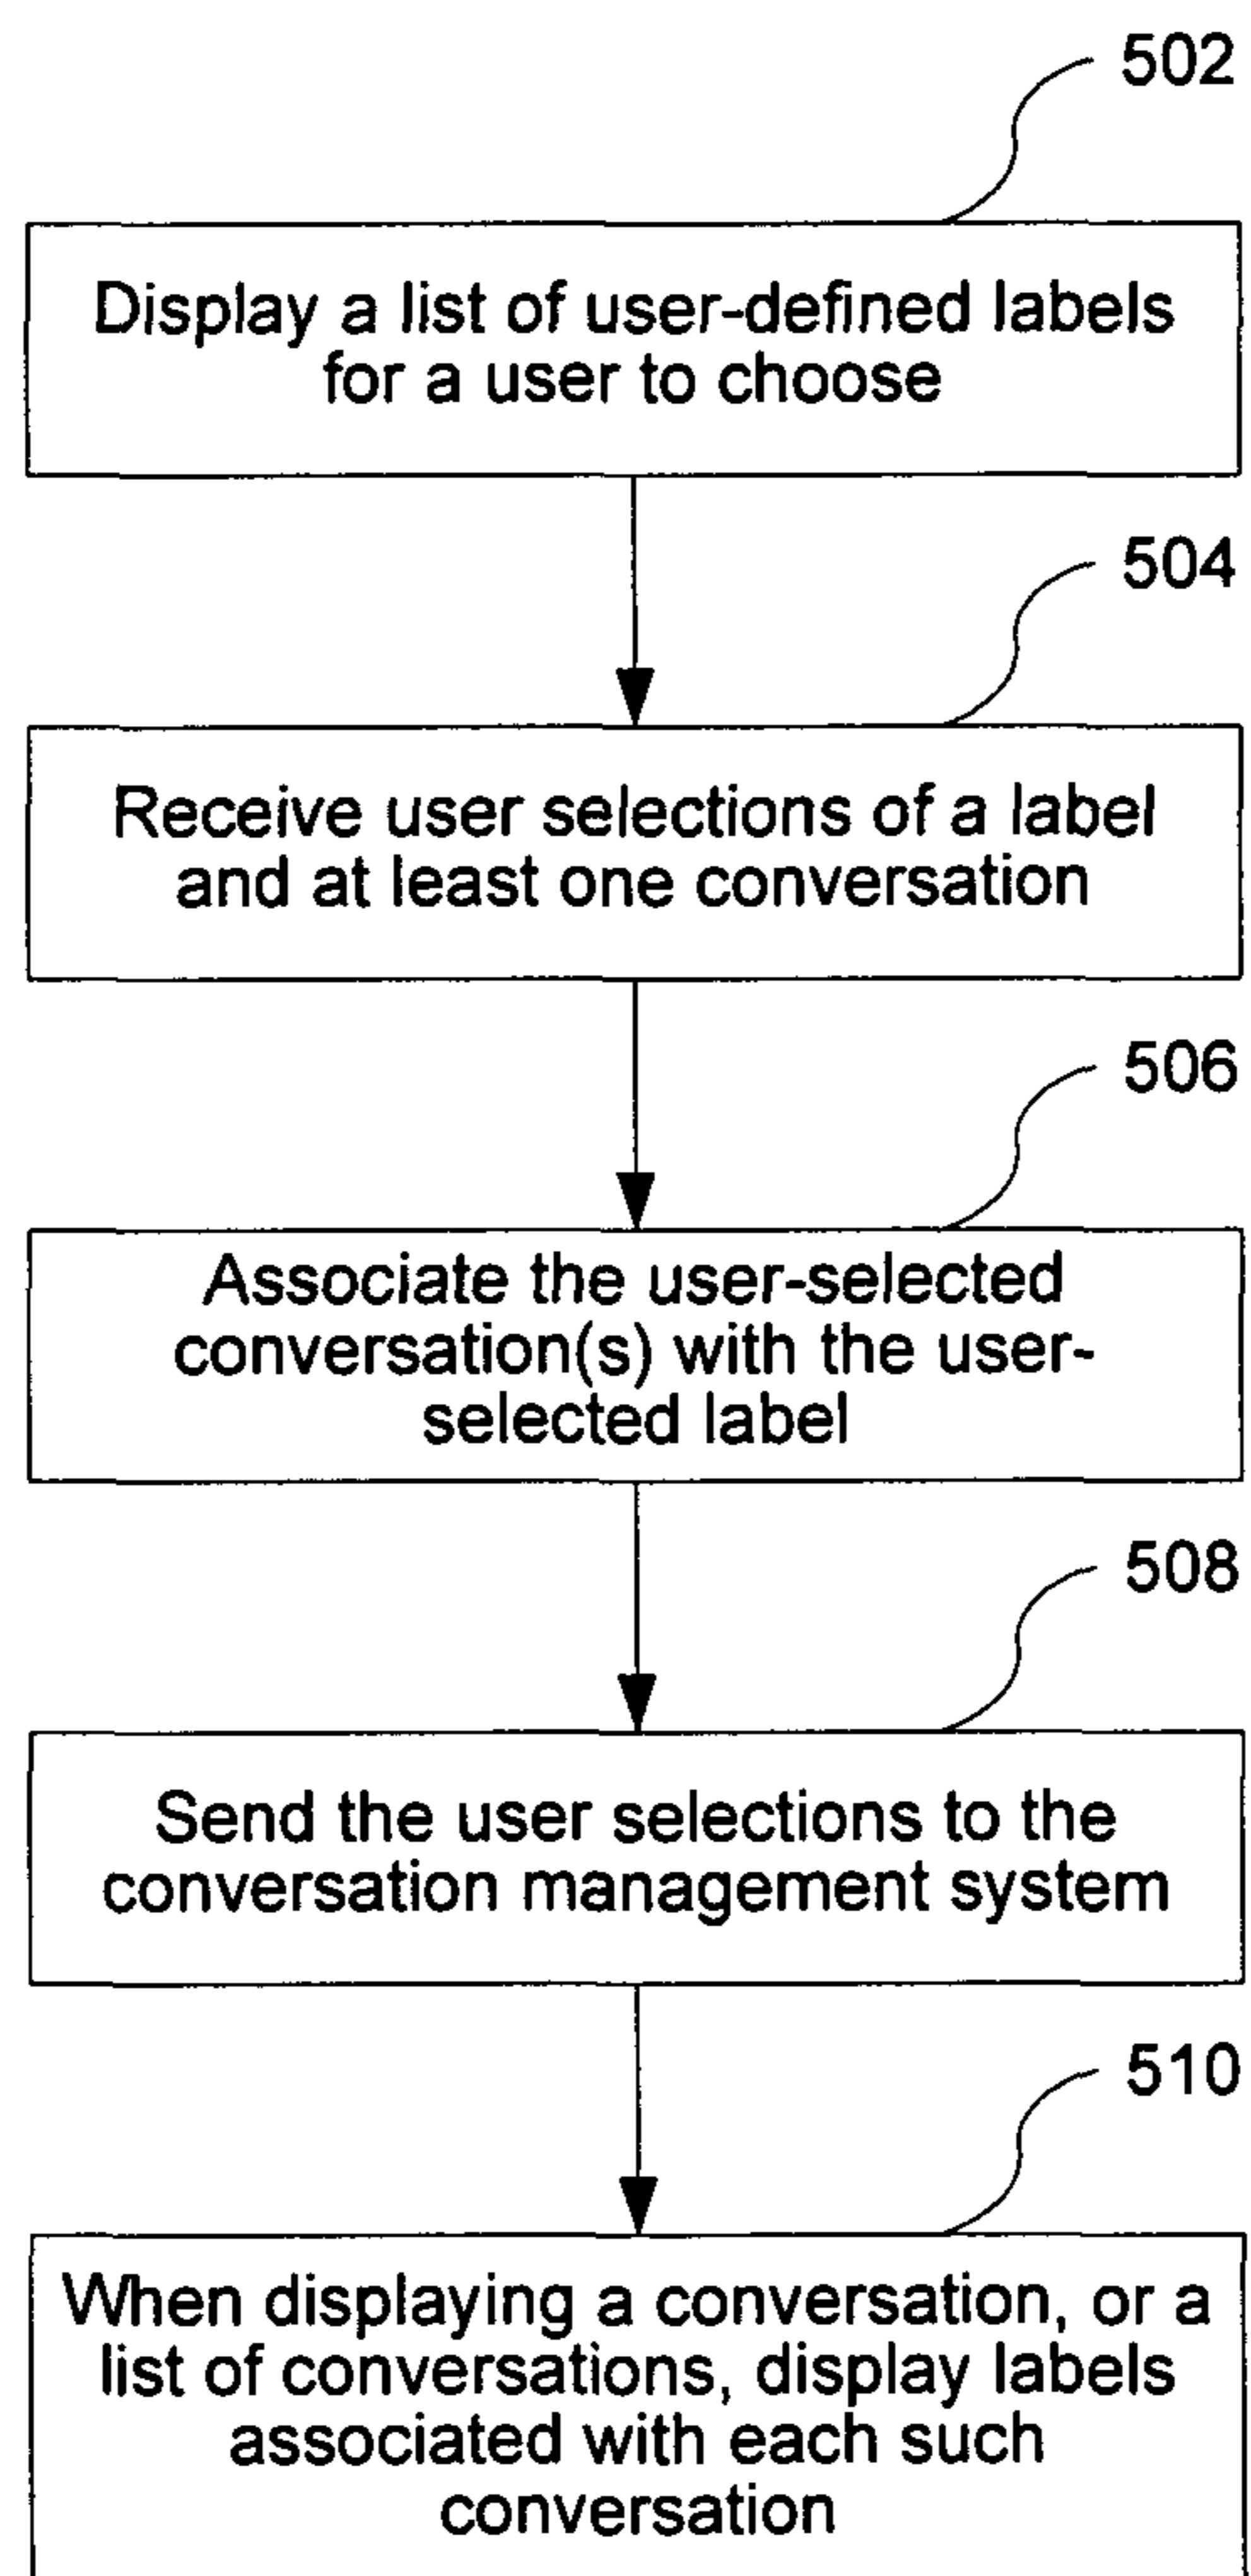 502
Display a list of user-defined labels
for a user to choose
504
Receive user selections of a label
and at least one conversation
506
Associate the user-selected
conversation(s) with the user-
selected label
508
Send the user selections to the
conversation management system
510
When displaying a conversation, or a
list of conversations, display labels
associated with each such
conversation